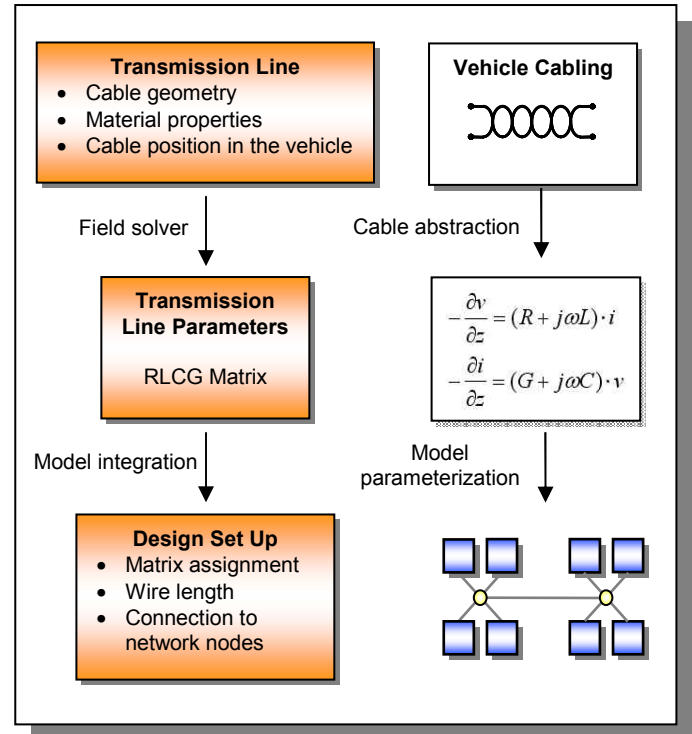 Transmission Line
• Cable geometry
• Material properties
• Cable position in the vehicle
Field solver
Transmission
Line Parameters
RLCG Matrix
Model integration
Design Set Up
• Matrix assignment
• Wire length
• Connection to
network nodes
Vehicle Cabling
Cable abstraction
-∂v/∂z = (R + jωL)· i
-∂i/∂z = (G + jωC)· v
Model
parameterization